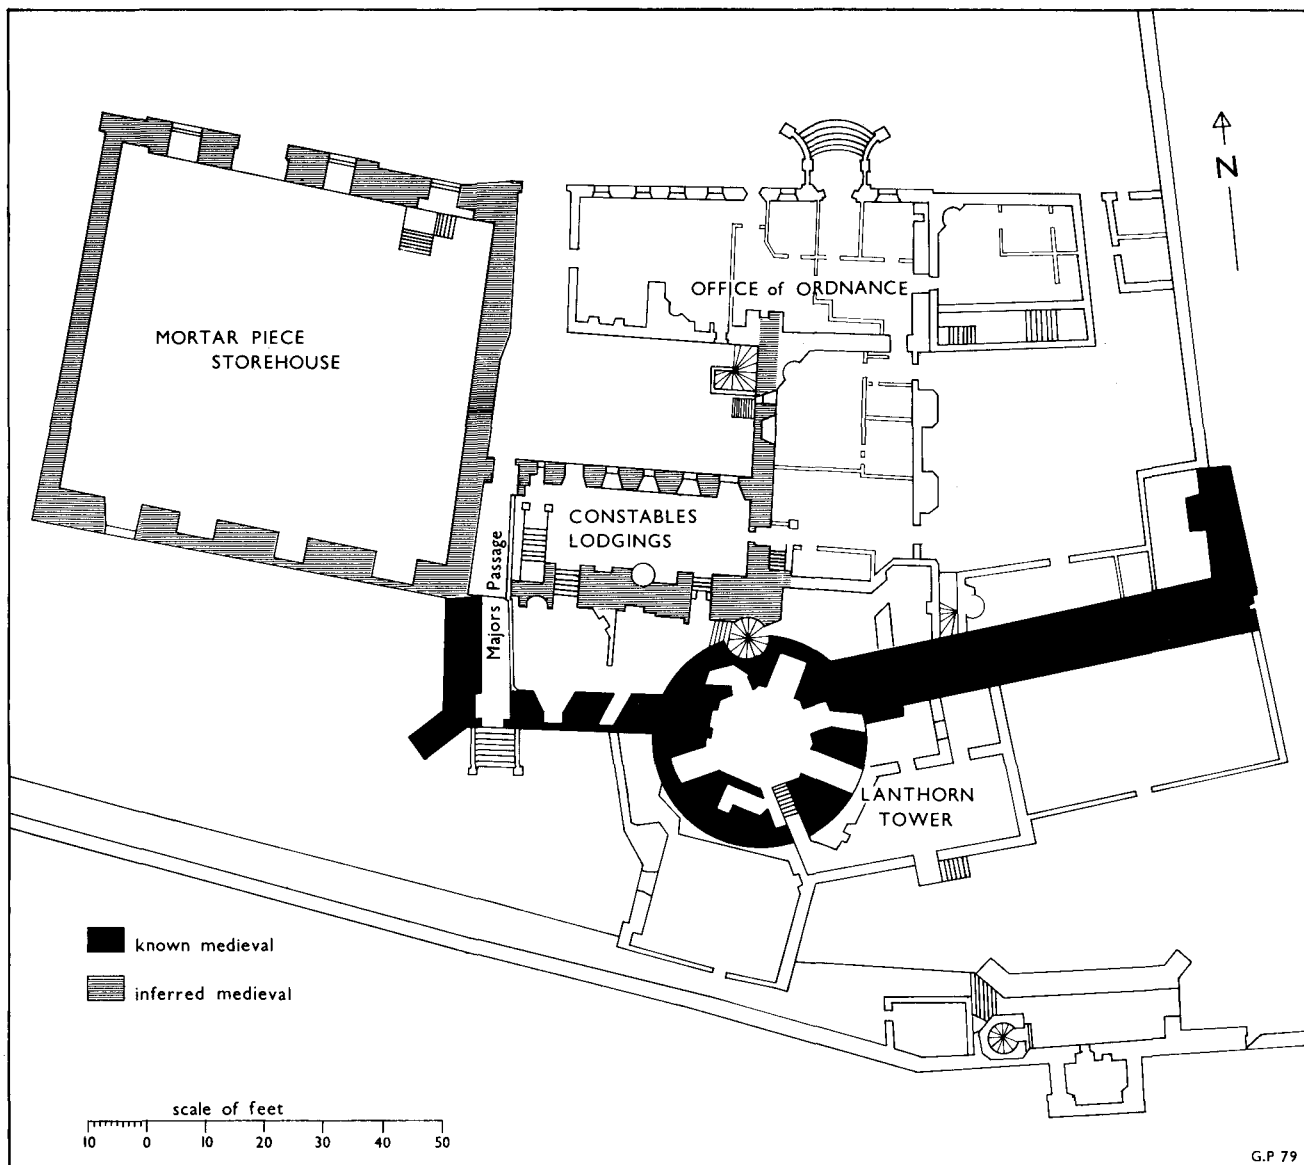 N
OFFICE of ORDNANCE
MORTAR PIECE
STOREHOUSE
CONSTABLES
LODGINGS
Majors Passage
LANTHORN
TOWER
known medieval
inferred medieval
scale of feet
10 0 10 20 30 40 50
G.P 79